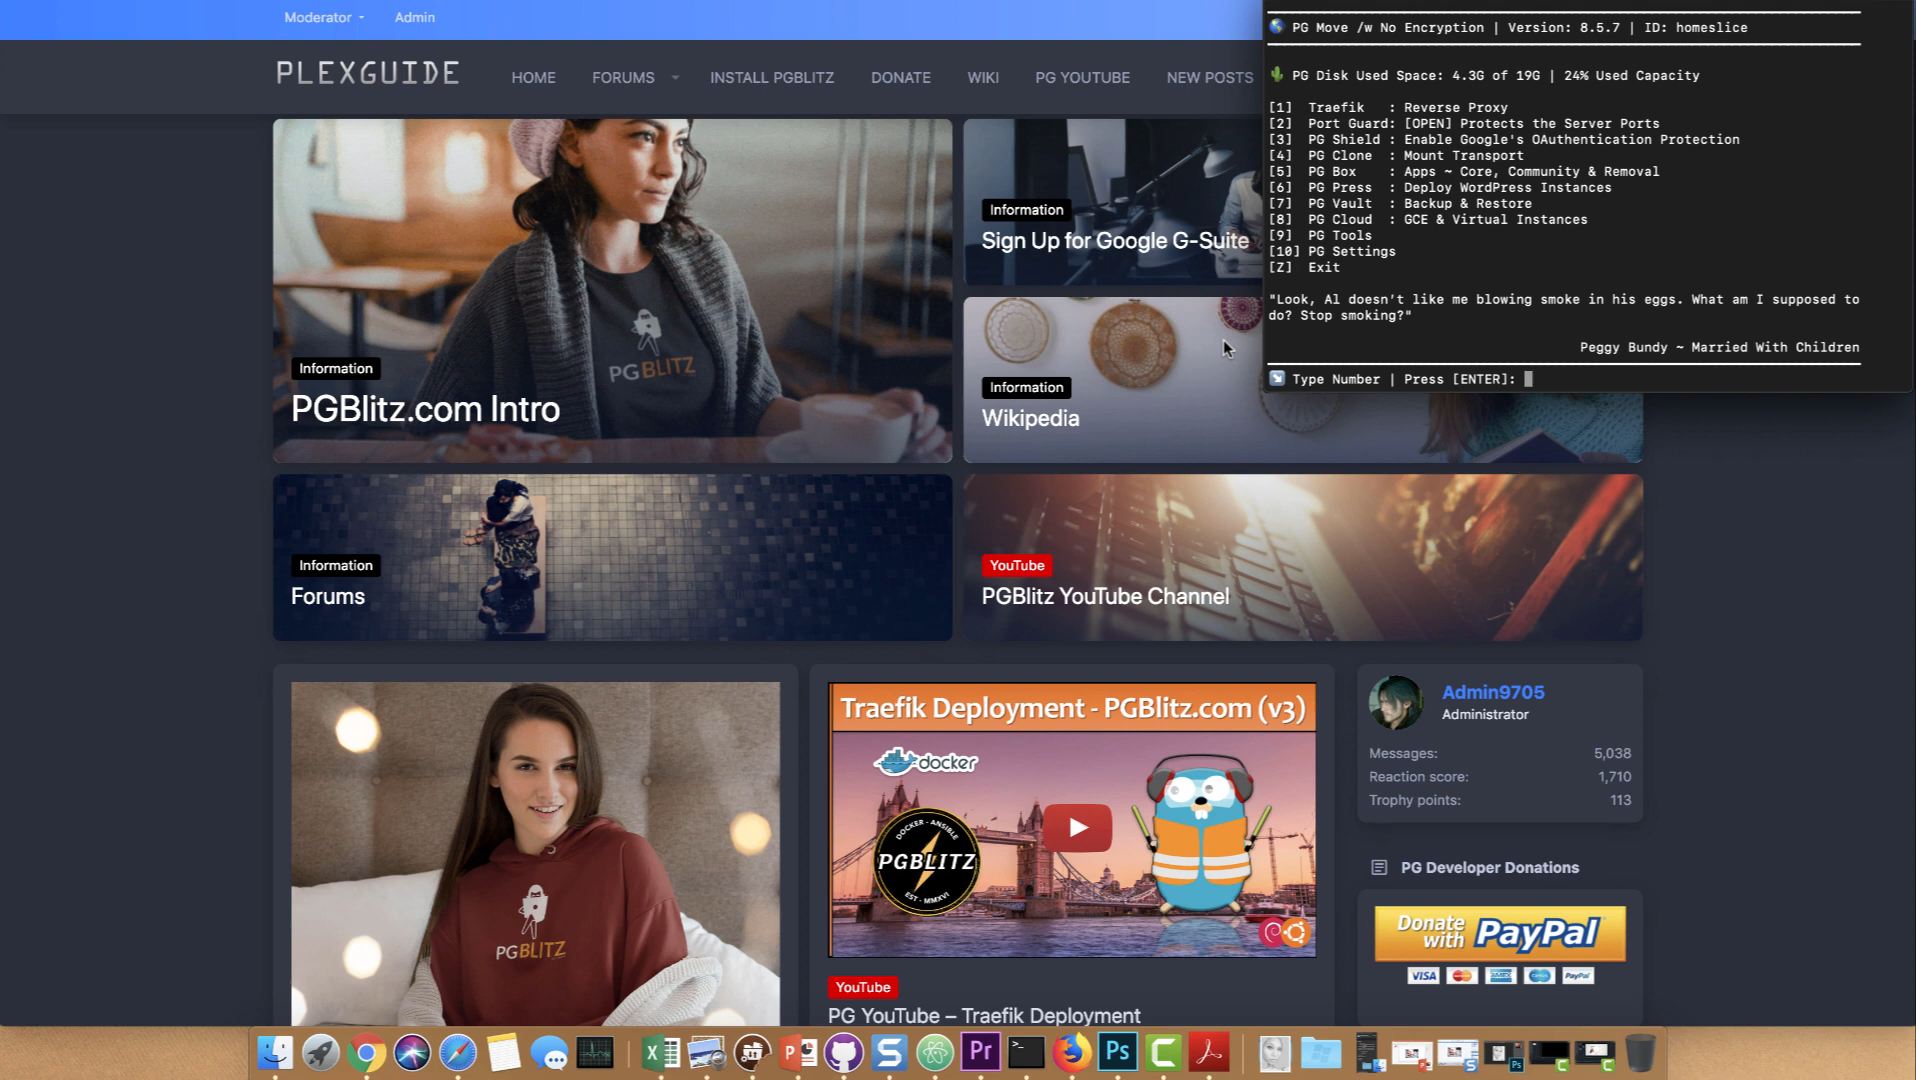 Moderator
Admin
PLEXGUIDE
HOME
FORUMS
INSTALL PGBLITZ
DONATE
WIKI
PG YOUTUBE
NEW POSTS
PG Move /w No Encryption | Version: 8.5.7 | ID: homeslice
PG Disk Used Space: 4.3G of 19G | 24% Used Capacity
[1] Traefik : Reverse Proxy
[2] Port Guard: [OPEN] Protects the Server Ports
[3] PG Shield : Enable Google's OAuthentication Protection
[4] PG Clone : Mount Transport
[5] PG Box : Apps ~ Core, Community & Removal
[6] PG Press : Deploy WordPress Instances
[7] PG Vault : Backup & Restore
[8] PG Cloud : GCE & Virtual Instances
[9] PG Tools
[10] PG Settings
[Z] Exit
"Look, Al doesn't like me blowing smoke in his eggs. What am I supposed to
do? Stop smoking?"
Peggy Bundy ~ Married With Children
Type Number | Press [ENTER]:
PGBLITZ
Information
PGBlitz.com Intro
Information
Sign Up for Google G-Suite
Information
Wikipedia
Information
Forums
YouTube
PGBlitz YouTube Channel
PGBLITZ
Traefik Deployment - PGBlitz.com (v3)
docker
DOCKER - ANSIBLE
PGBLITZ
EST - MMXVI
YouTube
PG YouTube – Traefik Deployment
Admin9705
Administrator
Messages: 5,038
Reaction score: 1,710
Trophy points: 113
PG Developer Donations
Donate
with PayPal
VISA
PayPal
Pr
Ps